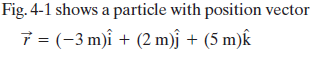 Fig. 4-1 shows a particle with position vector
r⃗ = (−3 m)î + (2 m)ĵ + (5 m)k̂